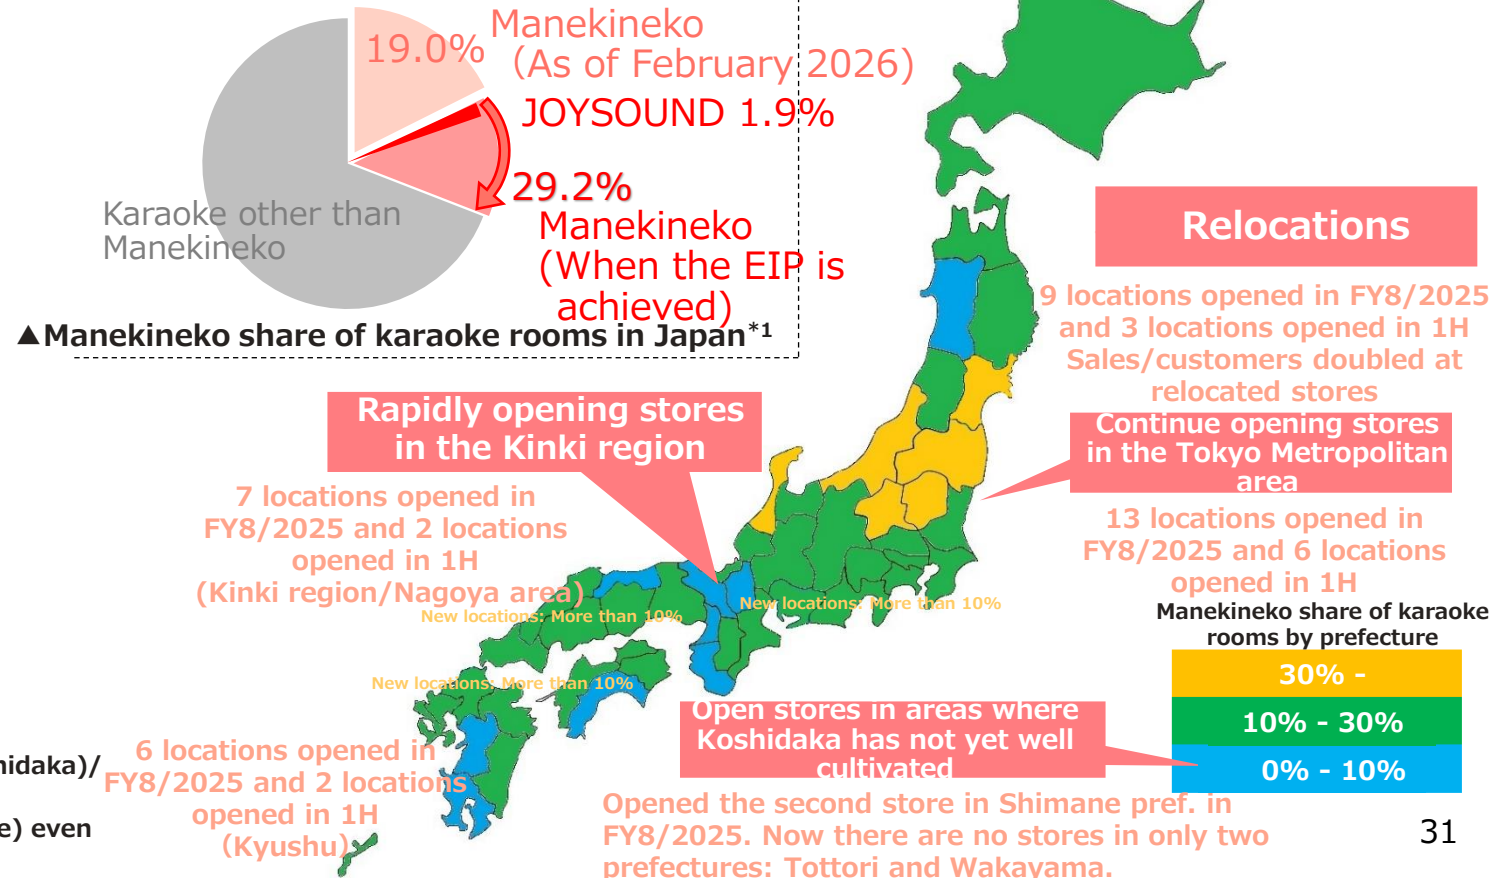 19.0%
Manekineko
(As of February 2026)
JOYSOUND 1.9%
29.2%
Manekineko
(When the EIP is
achieved)
Karaoke other than
Manekineko
▲Manekineko share of karaoke rooms in Japan*1
Relocations
9 locations opened in FY8/2025
and 3 locations opened in 1H
Sales/customers doubled at
relocated stores
Rapidly opening stores
in the Kinki region
7 locations opened in
FY8/2025 and 2 locations
opened in 1H
(Kinki region/Nagoya area)
Continue opening stores
in the Tokyo Metropolitan
area
13 locations opened in
FY8/2025 and 6 locations
opened in 1H
New locations: More than 10%
New locations: More than 10%
New locations: More than 10%
Manekineko share of karaoke
rooms by prefecture
30% -
10% - 30%
0% - 10%
Open stores in areas where
Koshidaka has not yet well
cultivated
Opened the second store in Shimane pref. in
FY8/2025. Now there are no stores in only two
prefectures: Tottori and Wakayama.
6 locations opened in
FY8/2025 and 2 locations
opened in 1H
(Kyushu)
hidaka)/
e) even
31